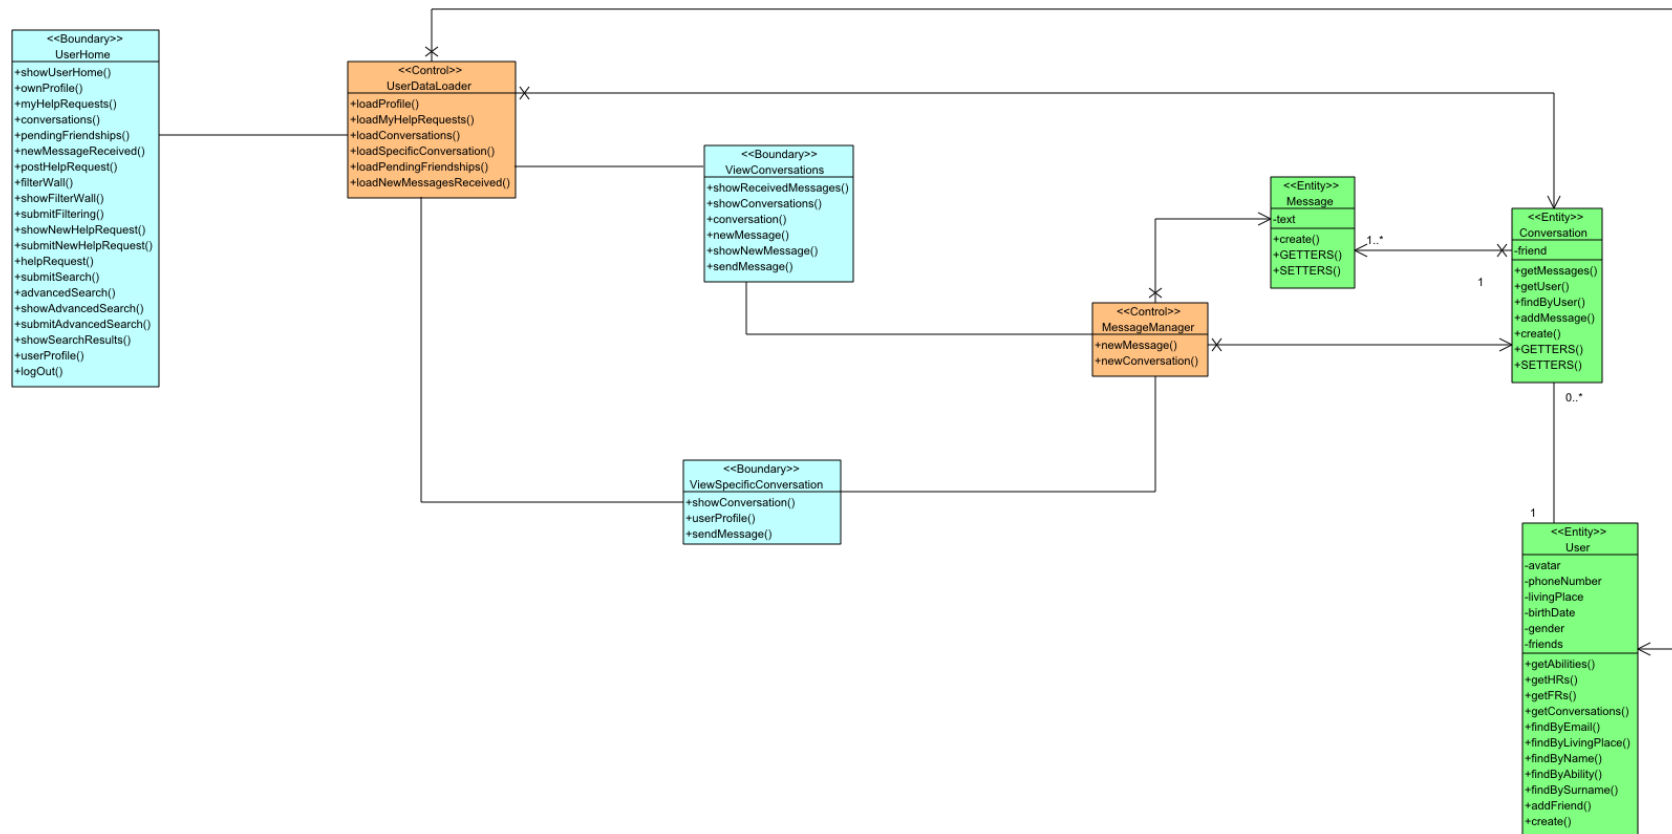 <<Boundary>>
UserHome
+showUserHome()
+ownProfile()
+myHelpRequests()
+conversations()
+pendingFriendships()
+newMessageReceived()
+postHelpRequest()
+filterWall()
+showFilterWall()
+submitFiltering()
+showNewHelpRequest()
+submitNewHelpRequest()
+helpRequest()
+submitSearch()
+advancedSearch()
+showAdvancedSearch()
+submitAdvancedSearch()
+showSearchResults()
+userProfile()
+logOut()
<<Control>>
UserDataLoader
+loadProfile()
+loadMyHelpRequests()
+loadConversations()
+loadSpecificConversation()
+loadPendingFriendships()
+loadNewMessagesReceived()
<<Boundary>>
ViewConversations
+showReceivedMessages()
+showConversations()
+conversation()
+newMessage()
+showNewMessage()
+sendMessage()
<<Entity>>
Message
-text
+create()
+GETTERS()
+SETTERS()
1..*
1
<<Entity>>
Conversation
-friend
+getMessages()
+getUser()
+findByUser()
+addMessage()
+create()
+GETTERS()
+SETTERS()
0..*
<<Control>>
MessageManager
+newMessage()
+newConversation()
<<Boundary>>
ViewSpecificConversation
+showConversation()
+userProfile()
+sendMessage()
1
<<Entity>>
User
-avatar
-phoneNumber
-livingPlace
-birthDate
-gender
-friends
+getAbilities()
+getHRs()
+getFRs()
+getConversations()
+findByEmail()
+findByLivingPlace()
+findByName()
+findByAbility()
+findBySurname()
+addFriend()
+create()